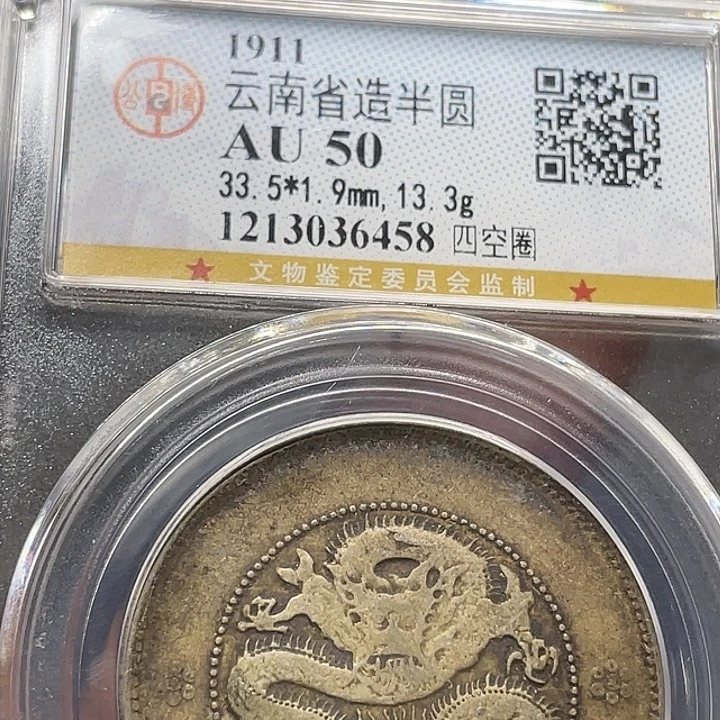 1911
云南省造半圆
AU 50
33.5*1.9mm,13.3g
1213036458 四空圈
文物鉴定委员会监制